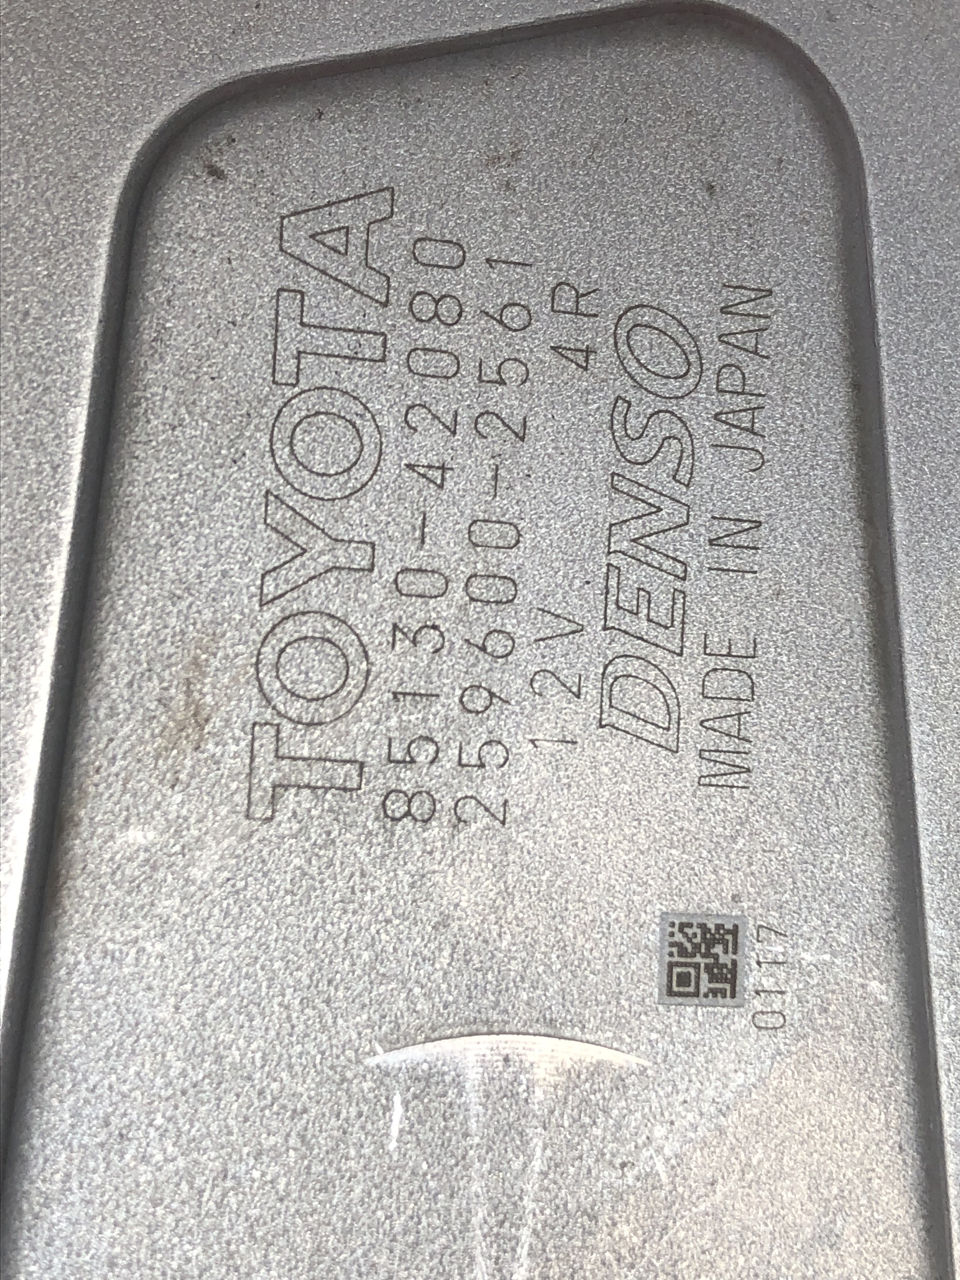 TOYOTA
85130-42080
259600-2561
12V 4R
DENSO
MADE IN JAPAN
0117